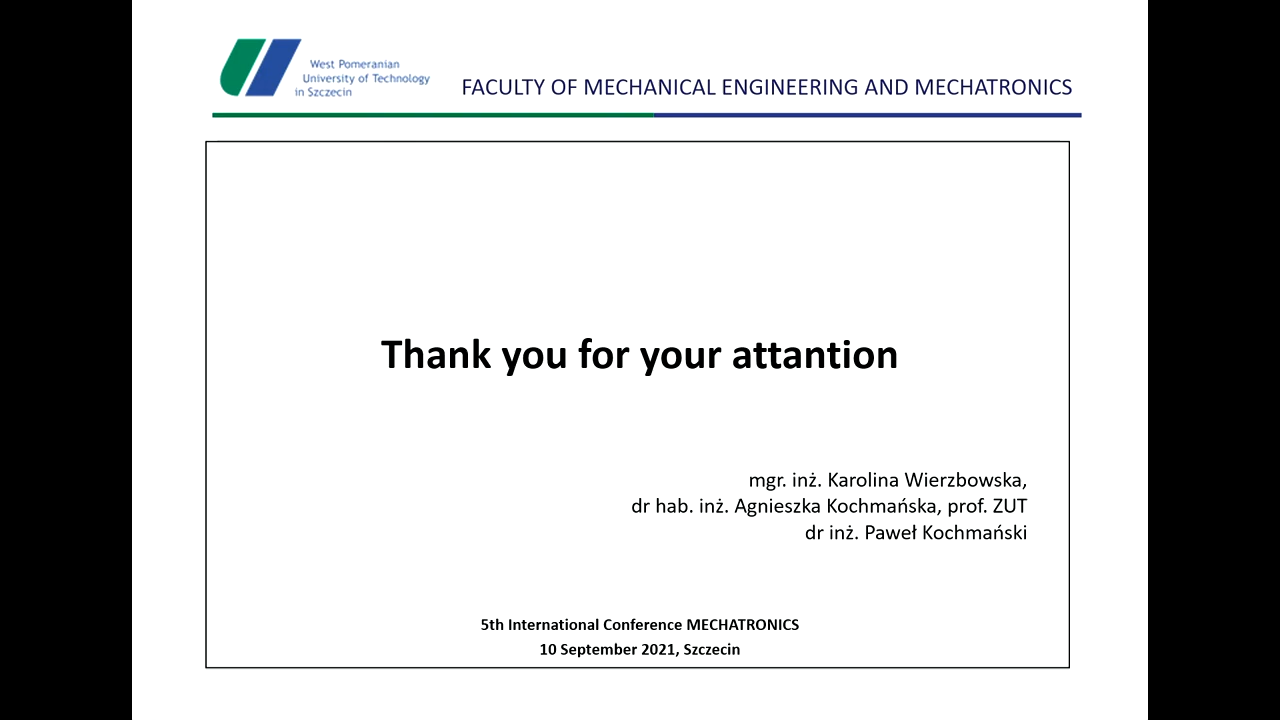 West Pomeranian
University of Technology
in Szczecin
FACULTY OF MECHANICAL ENGINEERING AND MECHATRONICS
Thank you for your attantion
mgr. inż. Karolina Wierzbowska,
dr hab. inż. Agnieszka Kochmańska, prof. ZUT
dr inż. Paweł Kochmański
5th International Conference MECHATRONICS
10 September 2021, Szczecin